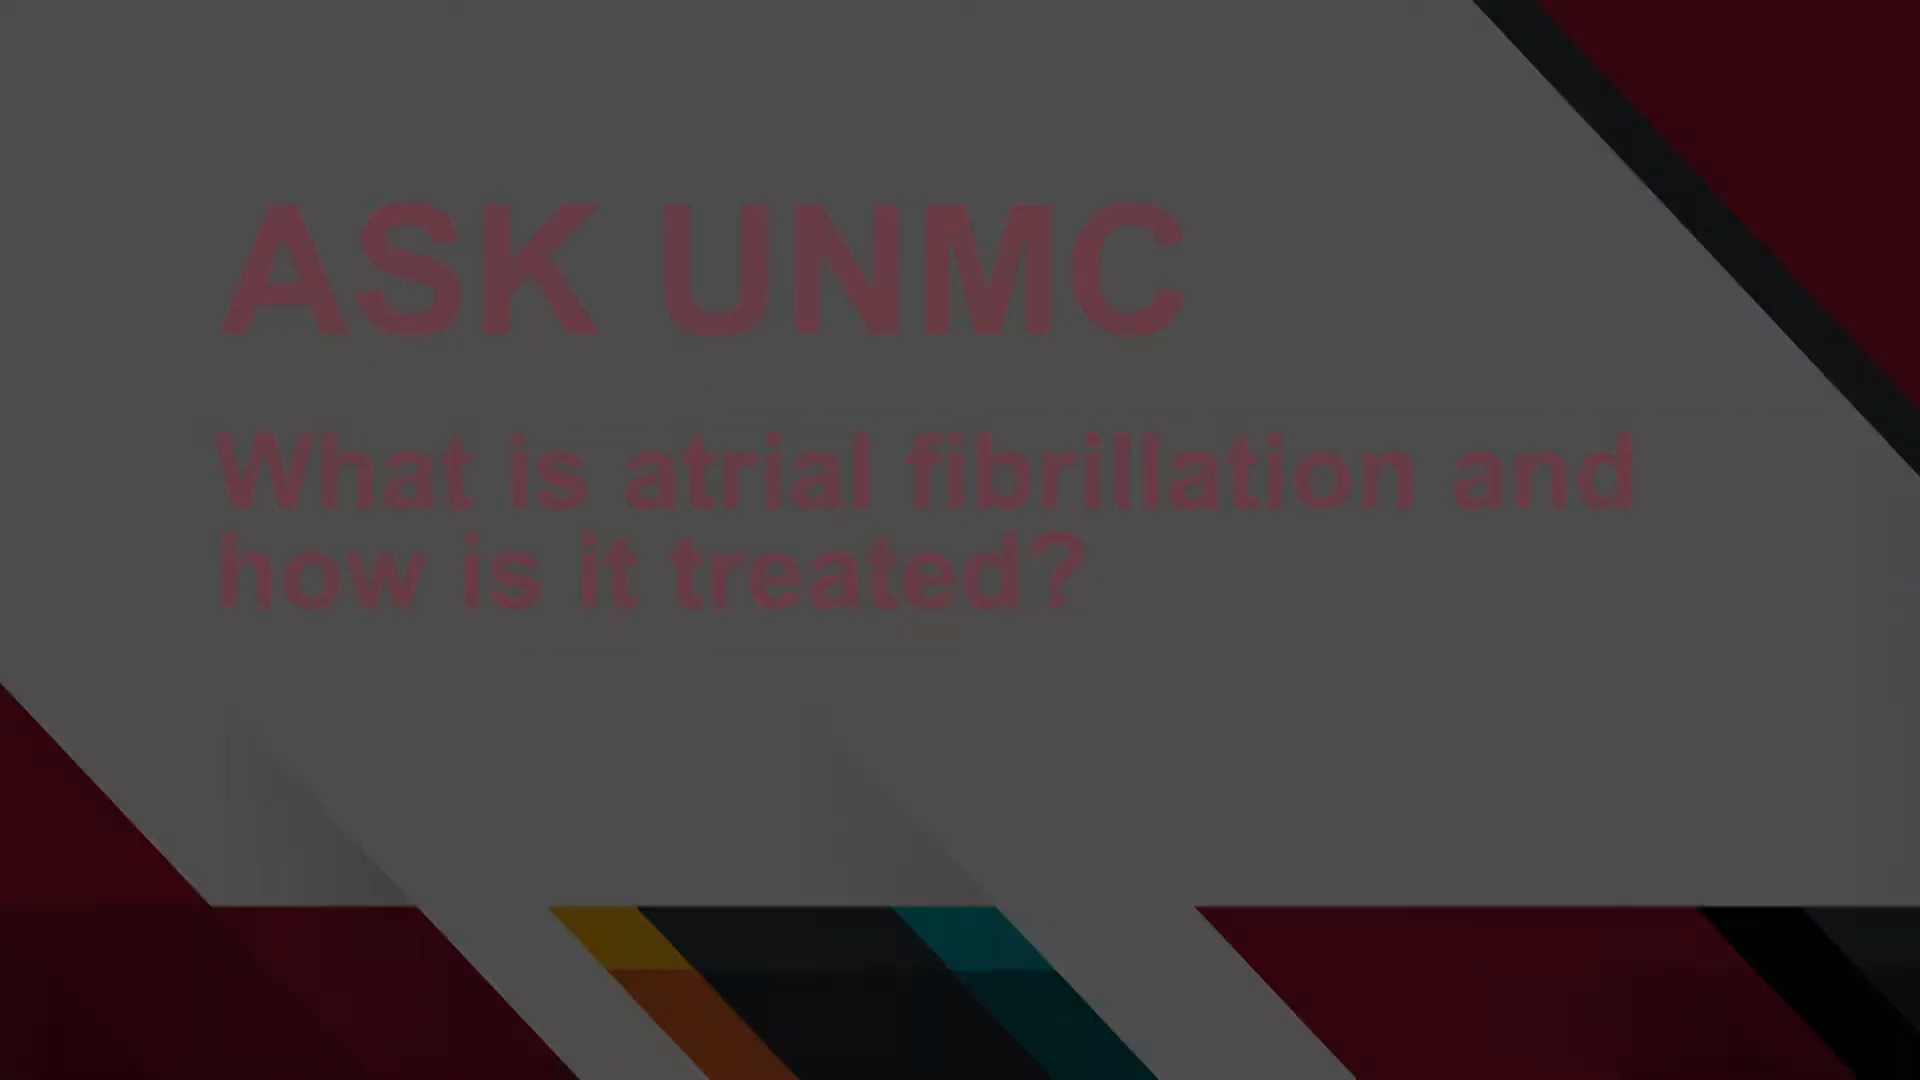 ASK UNMC
What is atrial fibrillation and
how is it treated?